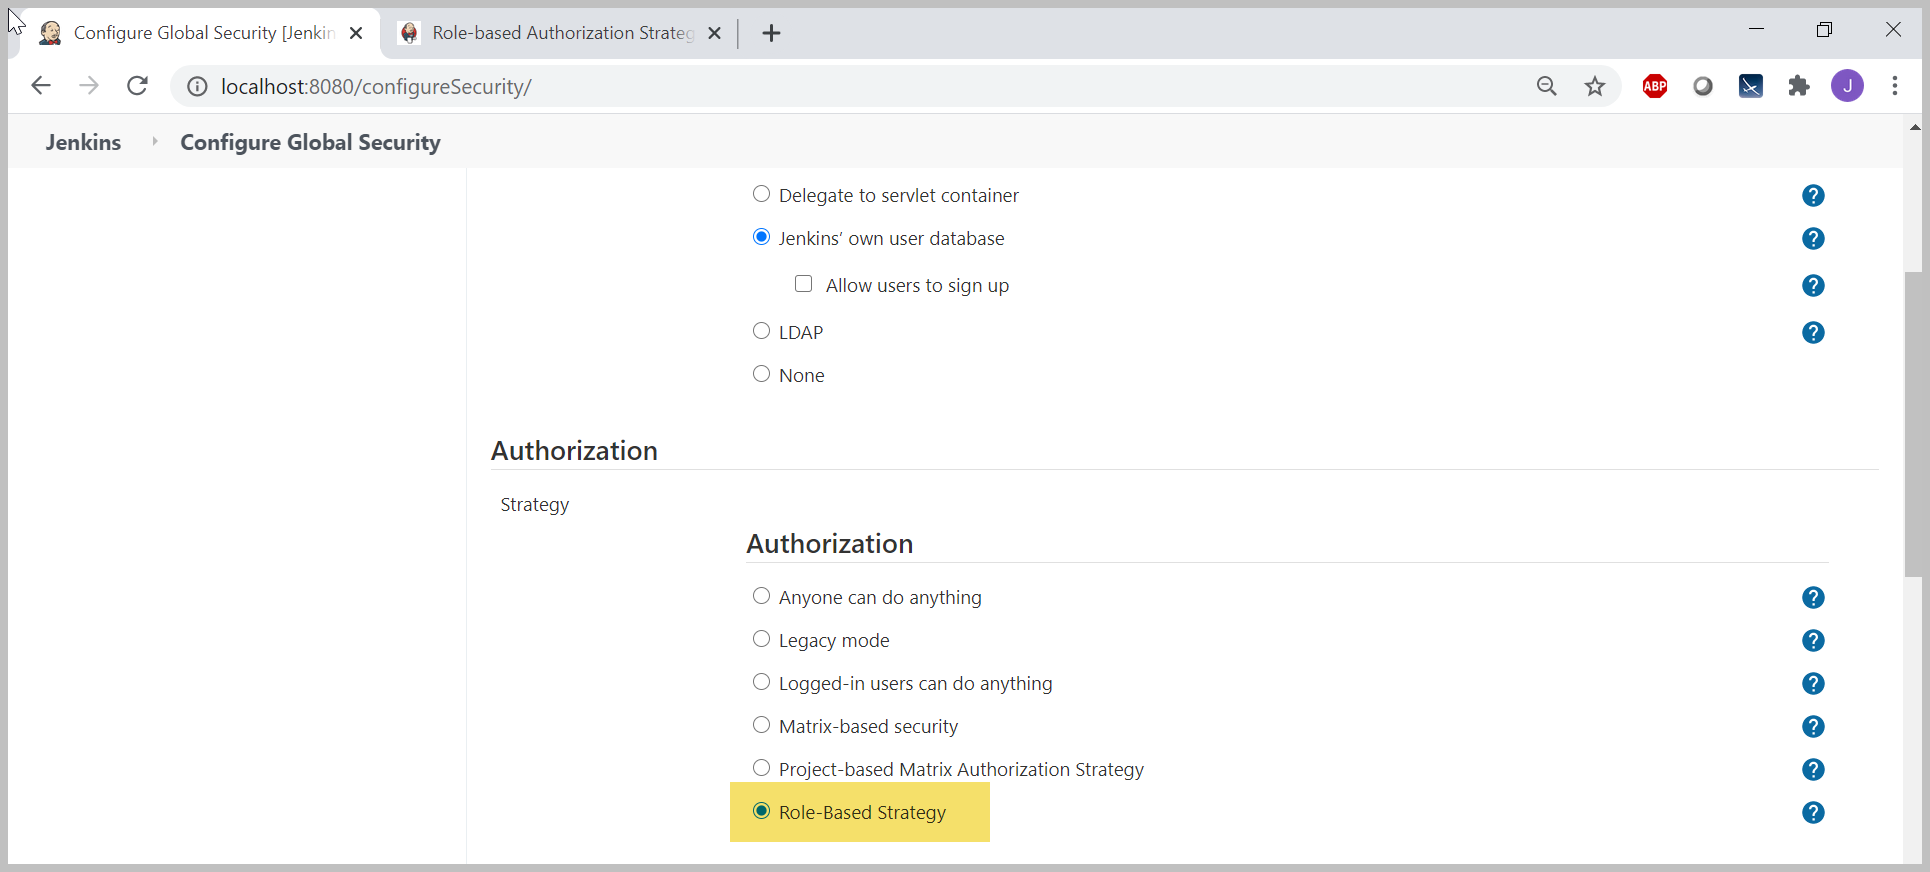 Configure Global Security [Jenkin
Role-based Authorization Strateg
localhost:8080/configureSecurity/
ABP
J
Jenkins
Configure Global Security
Delegate to servlet container
?
Jenkins' own user database
?
Allow users to sign up
?
LDAP
?
None
Authorization
Strategy
Authorization
Anyone can do anything
?
Legacy mode
?
Logged-in users can do anything
?
Matrix-based security
?
Project-based Matrix Authorization Strategy
?
Role-Based Strategy
?